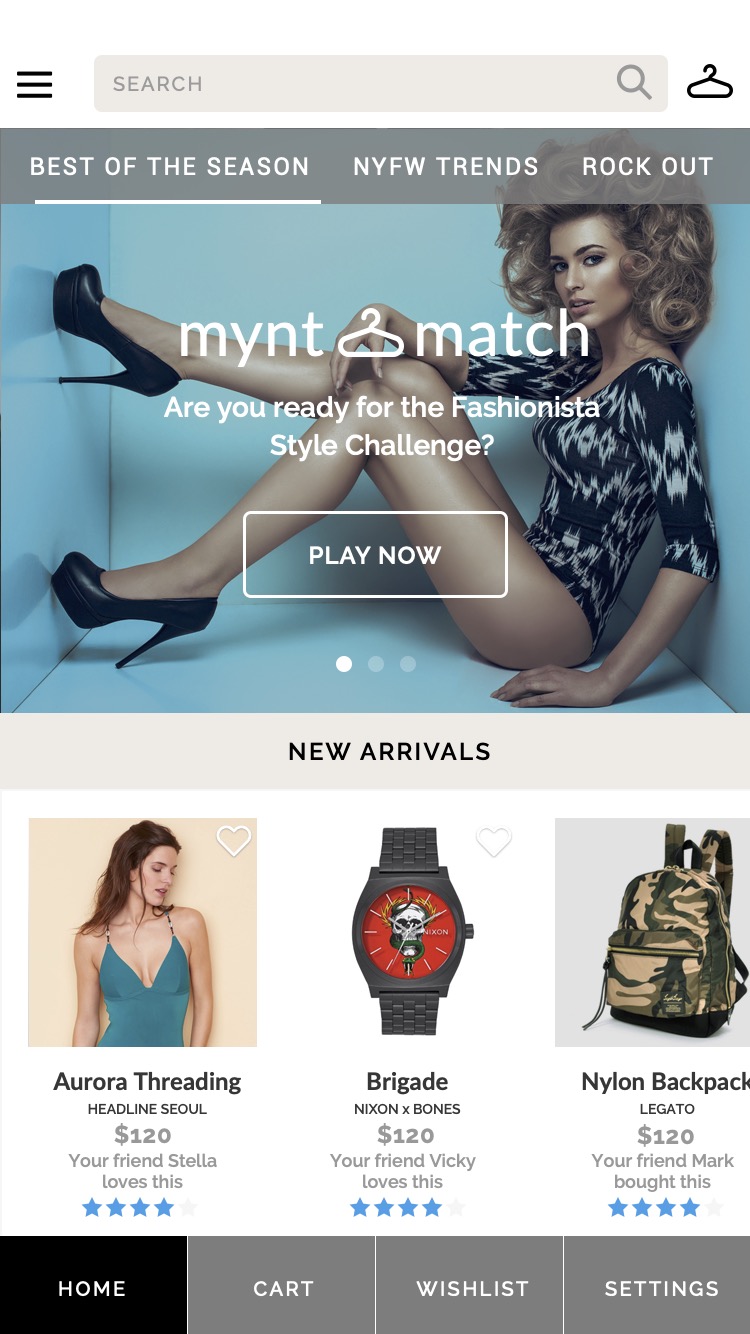 SEARCH
BEST OF THE SEASON NYFW TRENDS ROCK OUT
mynt match
Are you ready for the Fashionista
Style Challenge?
PLAY NOW
NEW ARRIVALS
NIXON
Aurora Threading
HEADLINE SEOUL
$120
Your friend Stella
loves this
Brigade
NIXON x BONES
$120
Your friend Vicky
loves this
Nylon Backpack
LEGATO
$120
Your friend Mark
bought this
HOME CART WISHLIST SETTINGS